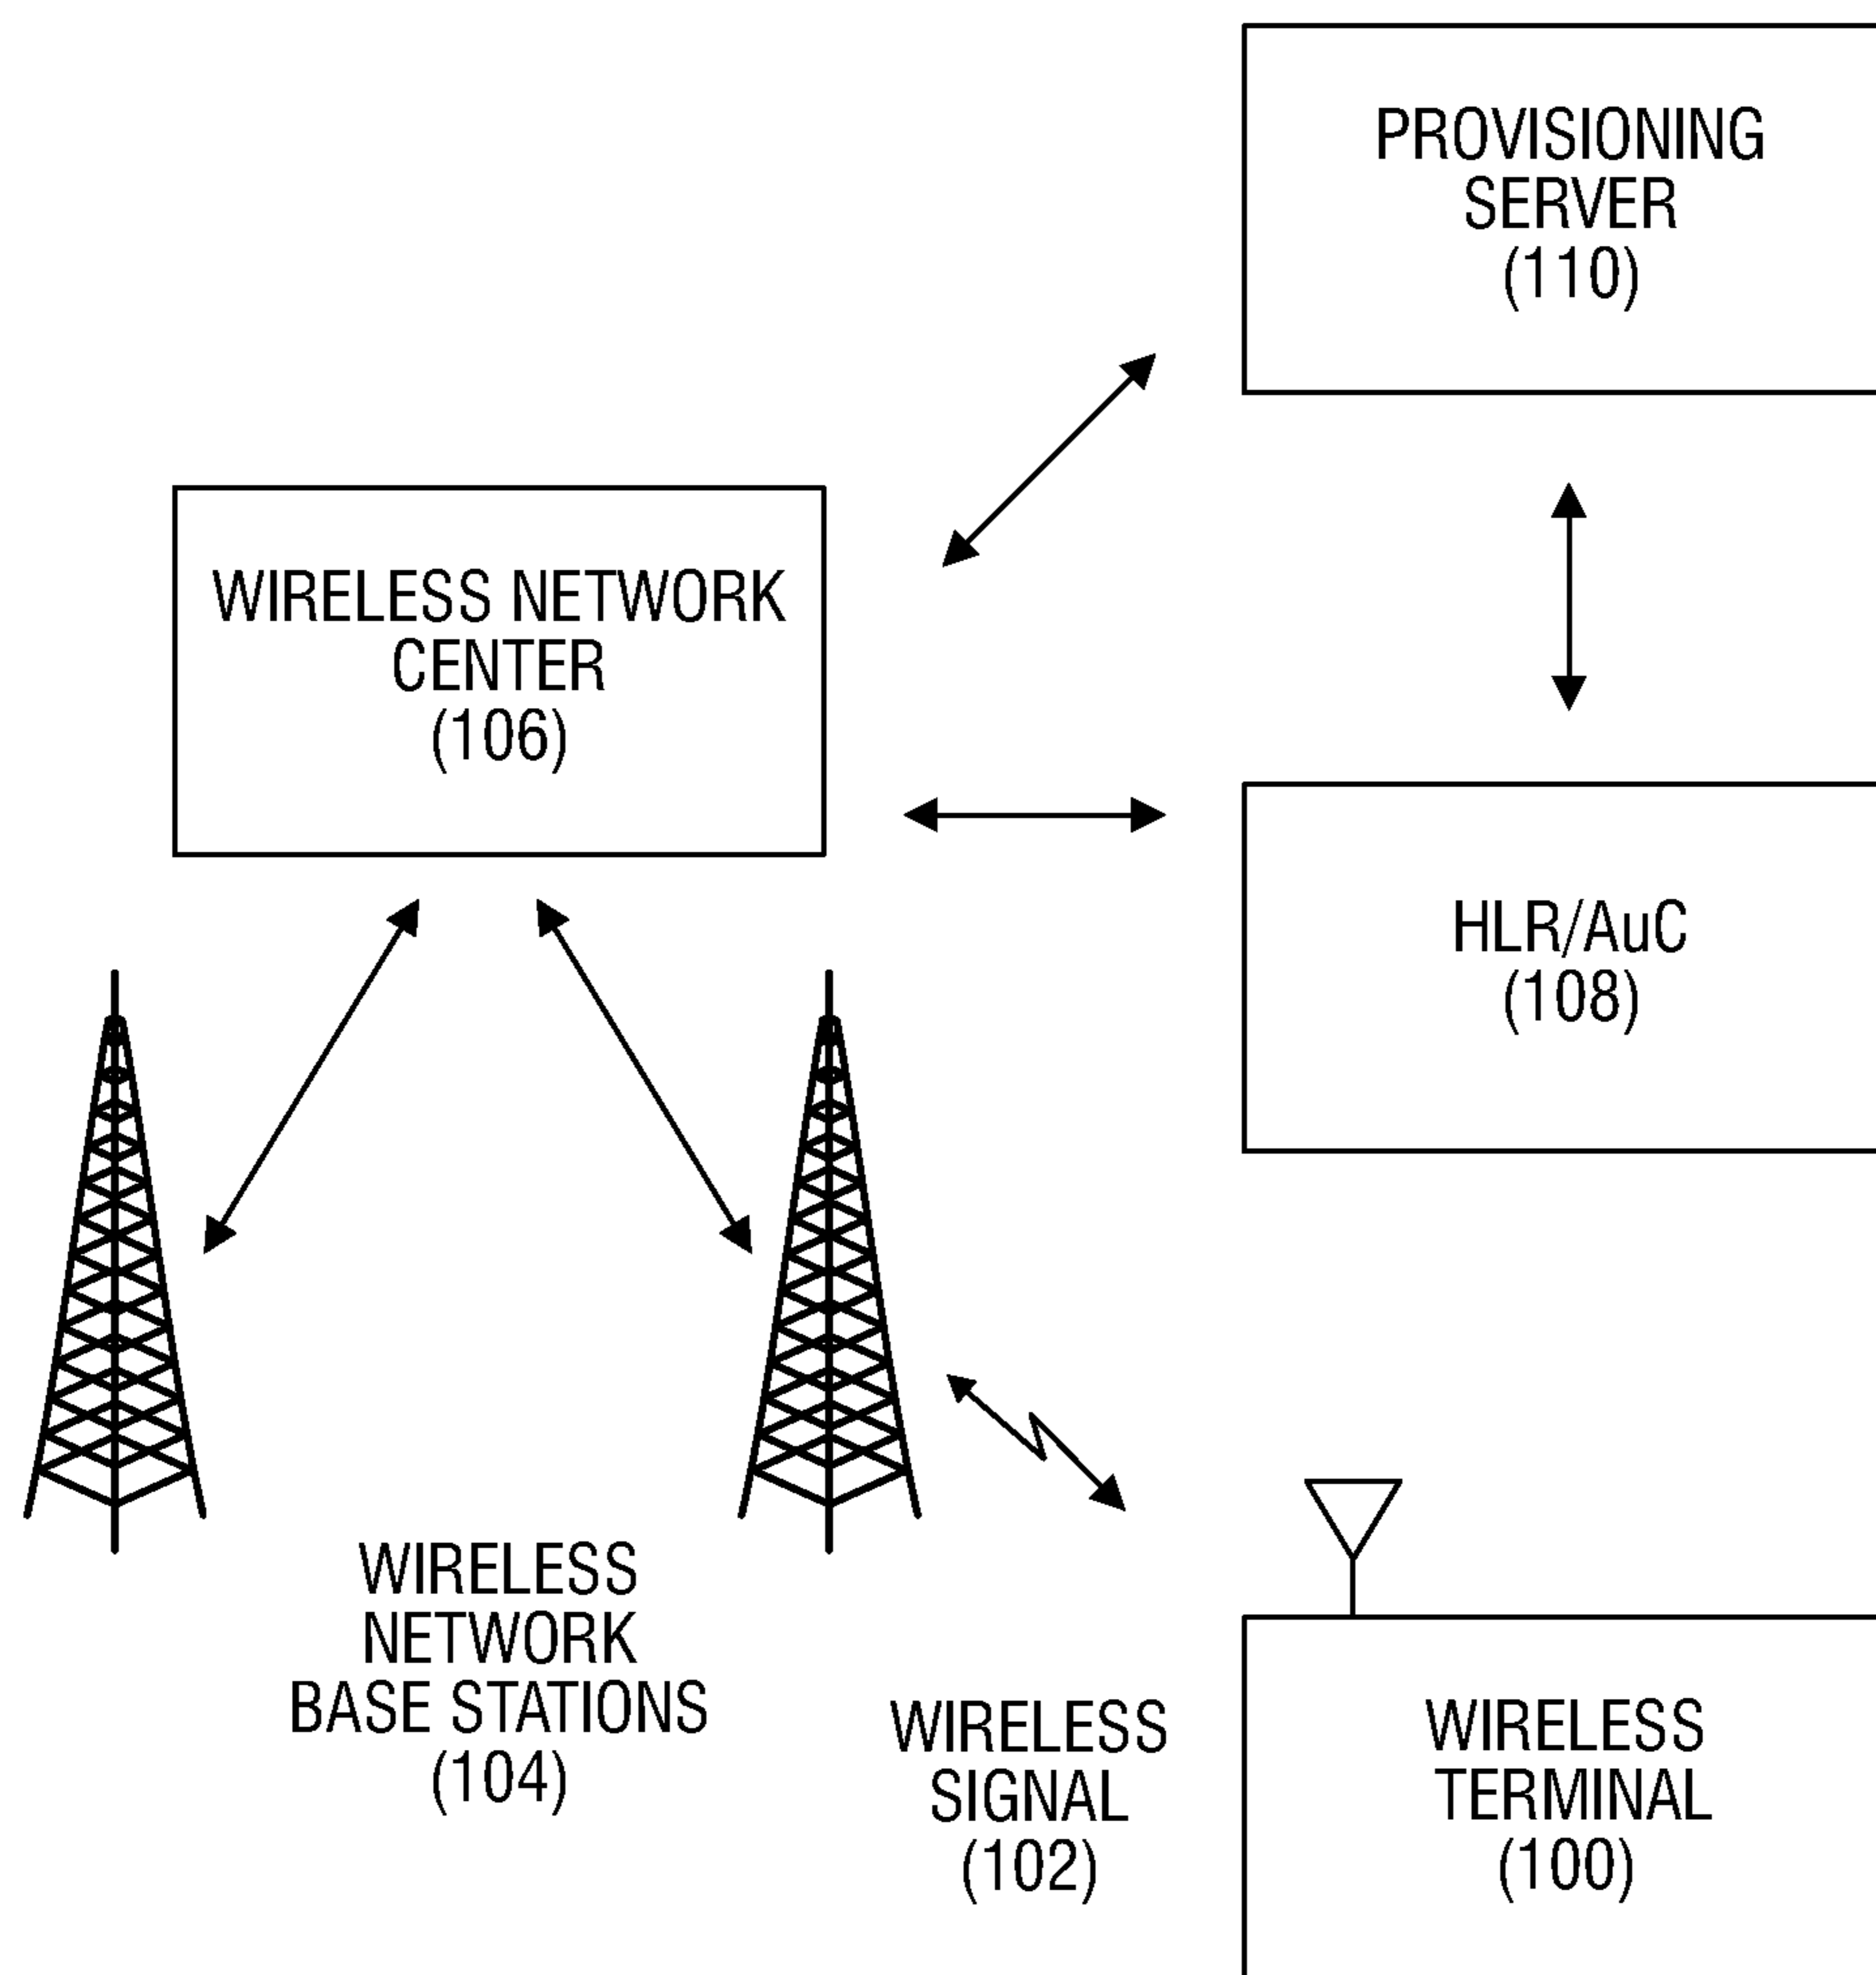 PROVISIONING
SERVER
(110)
WIRELESS NETWORK
CENTER
(106)
HLR/AuC
(108)
WIRELESS
NETWORK
BASE STATIONS
(104)
WIRELESS
SIGNAL
(102)
WIRELESS
TERMINAL
(100)